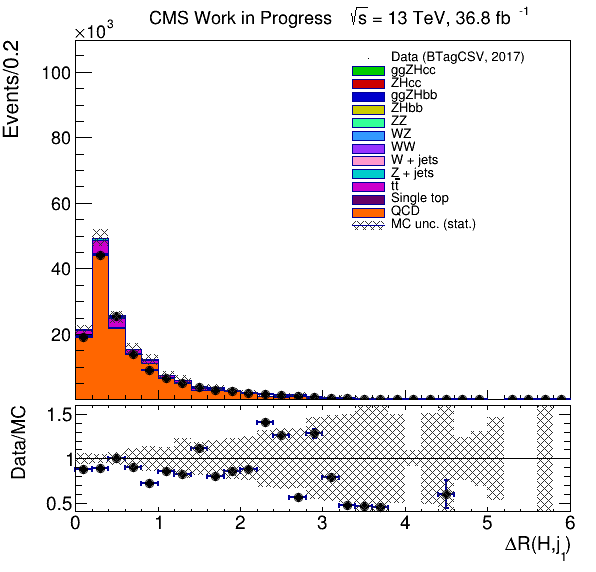 CMS Work in Progress √s = 13 TeV, 36.8 fb⁻¹
×10³
Events/0.2
100
80
60
40
20
Data (BTagCSV, 2017)
ggZHcc
ZHcc
ggZHbb
ZHbb
ZZ
WZ
WW
W + jets
Z + jets
tt̅
Single top
QCD
MC unc. (stat.)
Data/MC
1.5
1
0.5
0 1 2 3 4 5 6
ΔR(H,j₁)